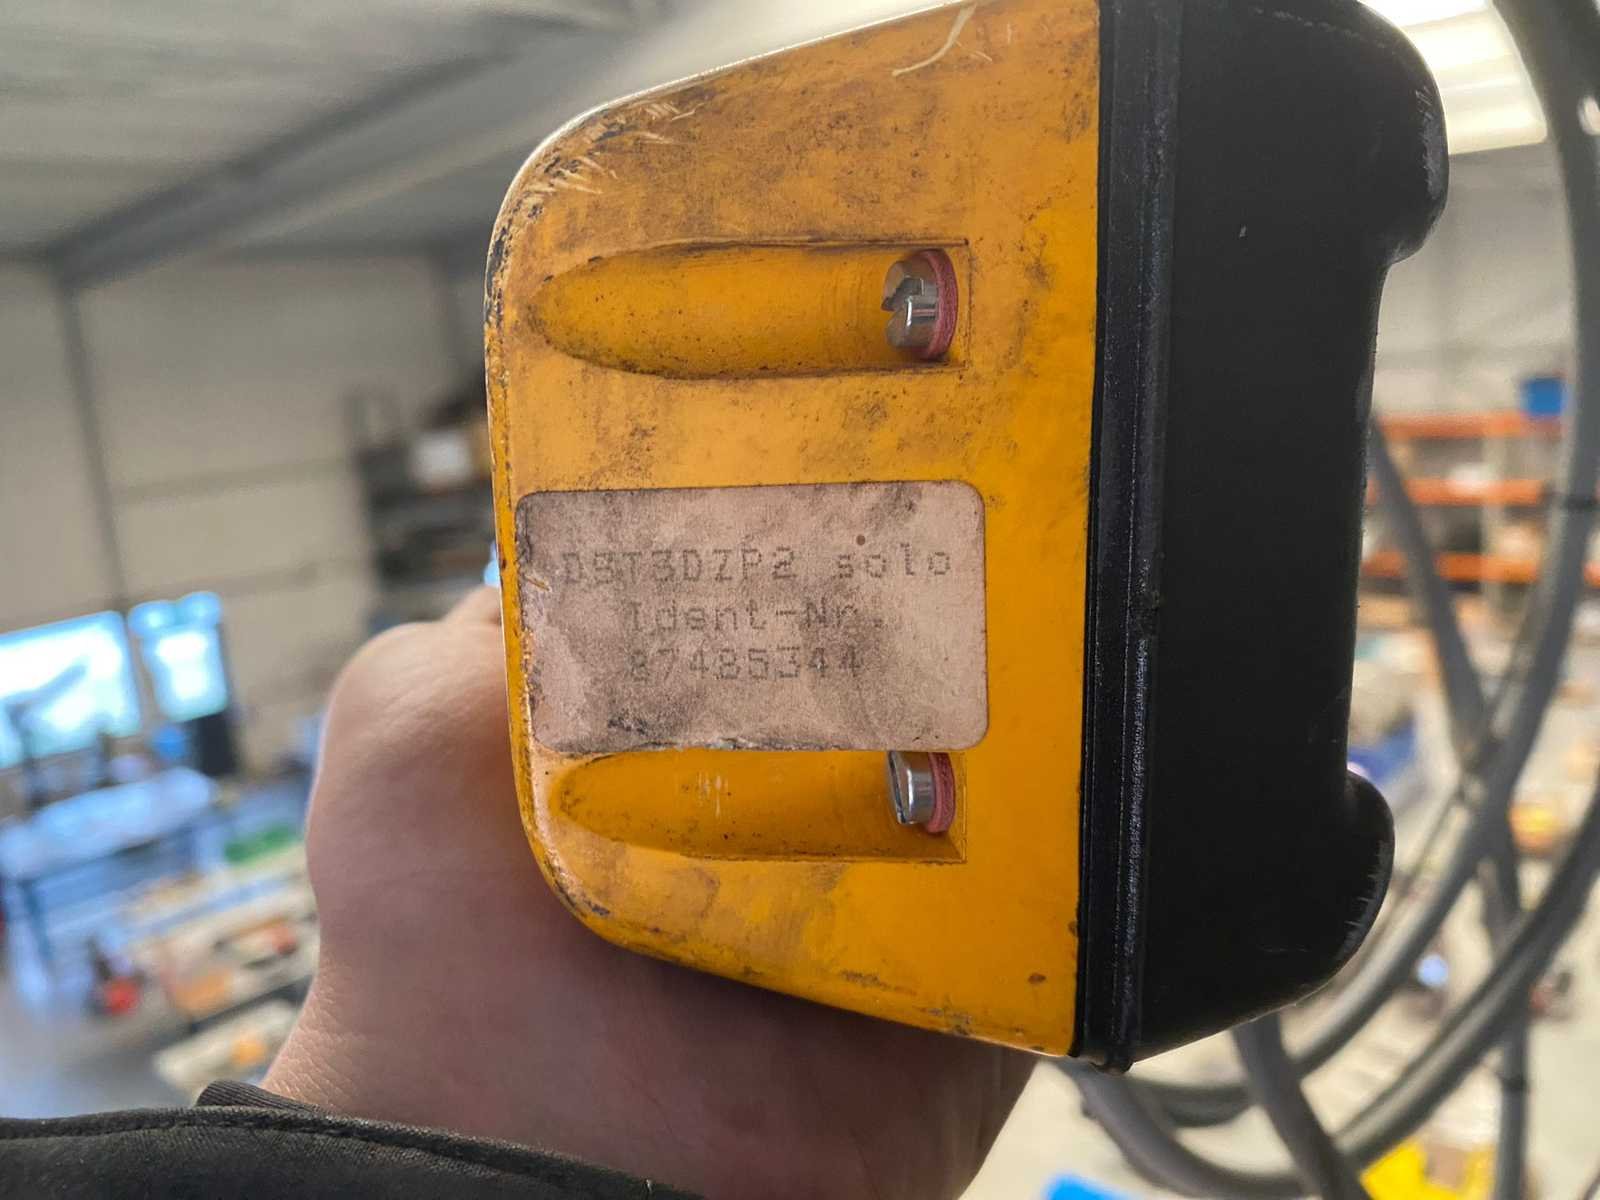 DST3DZP2 solo
Ident-Nr.
87485344